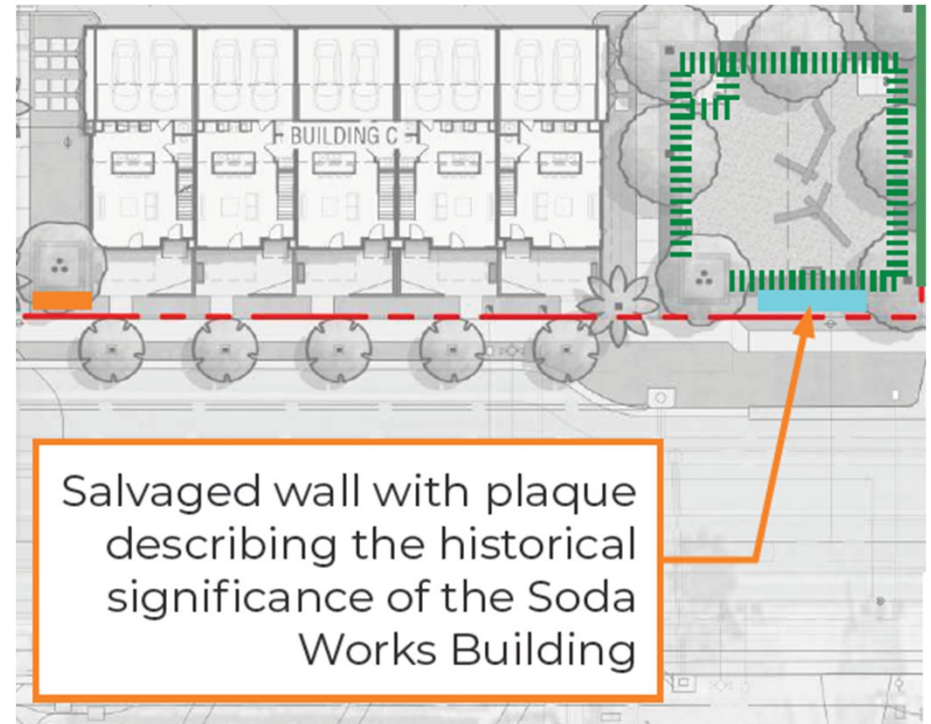 BUILDING C
Salvaged wall with plaque
describing the historical
significance of the Soda
Works Building